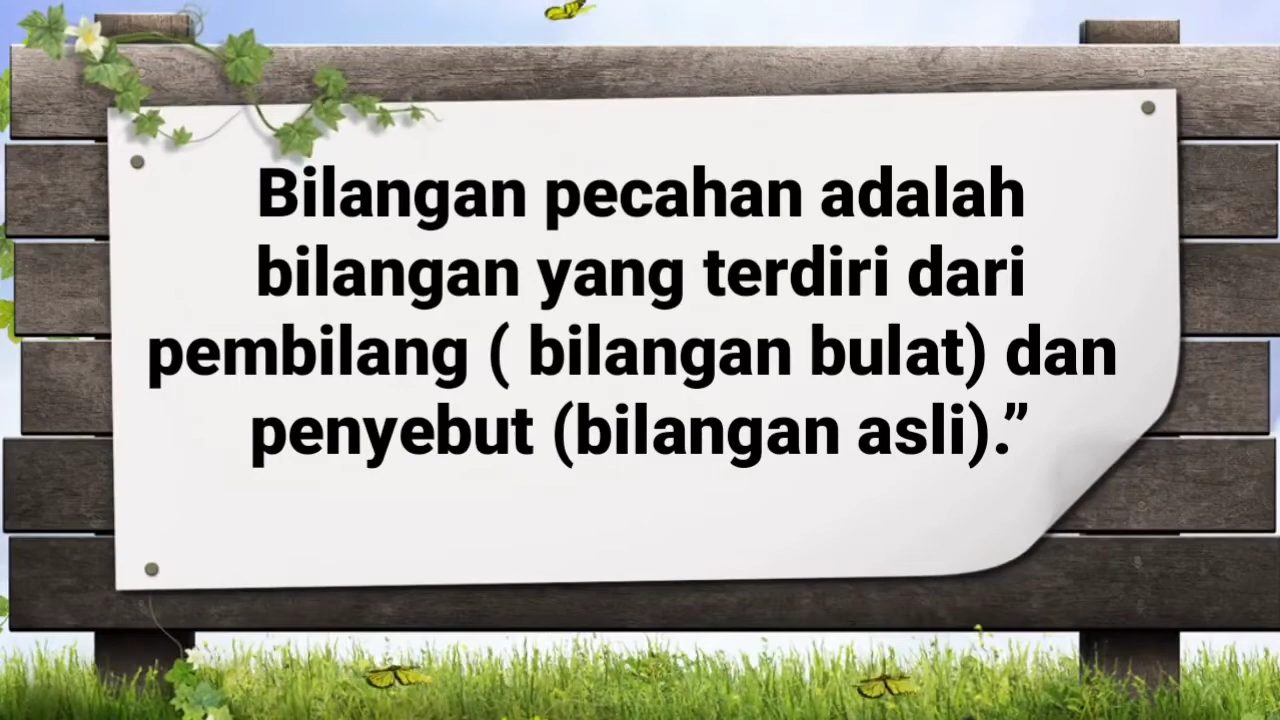 Bilangan pecahan adalah
bilangan yang terdiri dari
pembilang ( bilangan bulat) dan
penyebut (bilangan asli).”